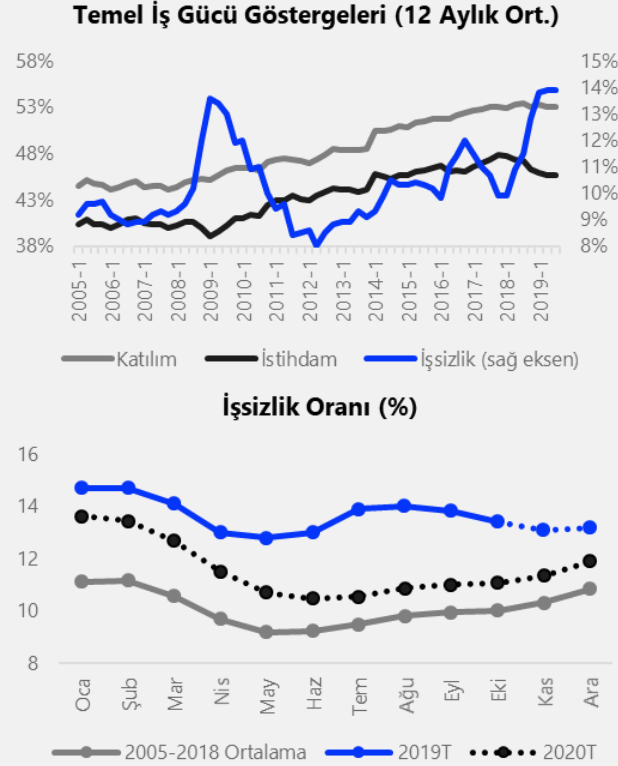 Temel İş Gücü Göstergeleri (12 Aylık Ort.)
58% 15%
14%
53% 13%
12%
48% 11%
10%
43% 9%
38% 8%
2005-1 2006-1 2007-1 2008-1 2009-1 2010-1 2011-1 2012-1 2013-1 2014-1 2015-1 2016-1 2017-1 2018-1 2019-1
Katılım İstihdam İşsizlik (sağ eksen)
İşsizlik Oranı (%)
16
14
12
10
8
Oca Şub Mar Nis May Haz Tem Ağu Eyl Eki Kas Ara
2005-2018 Ortalama 2019T 2020T